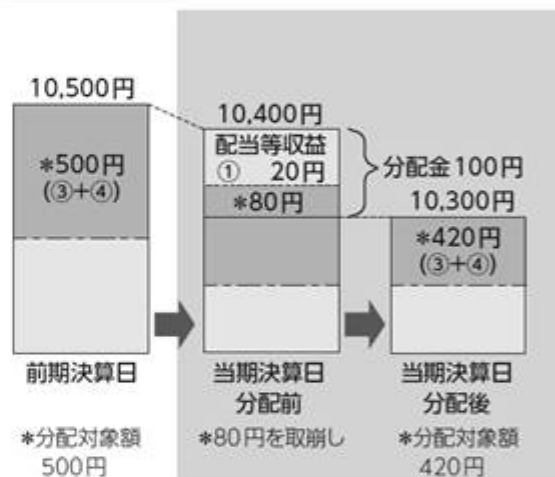 10,500円
*500円
(③+④)
前期決算日
*分配対象額
500円
10,400円
配当等収益
① 20円
*80円
分配金100円
当期決算日
分配前
*80円を取崩し
10,300円
*420円
(③+④)
当期決算日
分配後
*分配対象額
420円